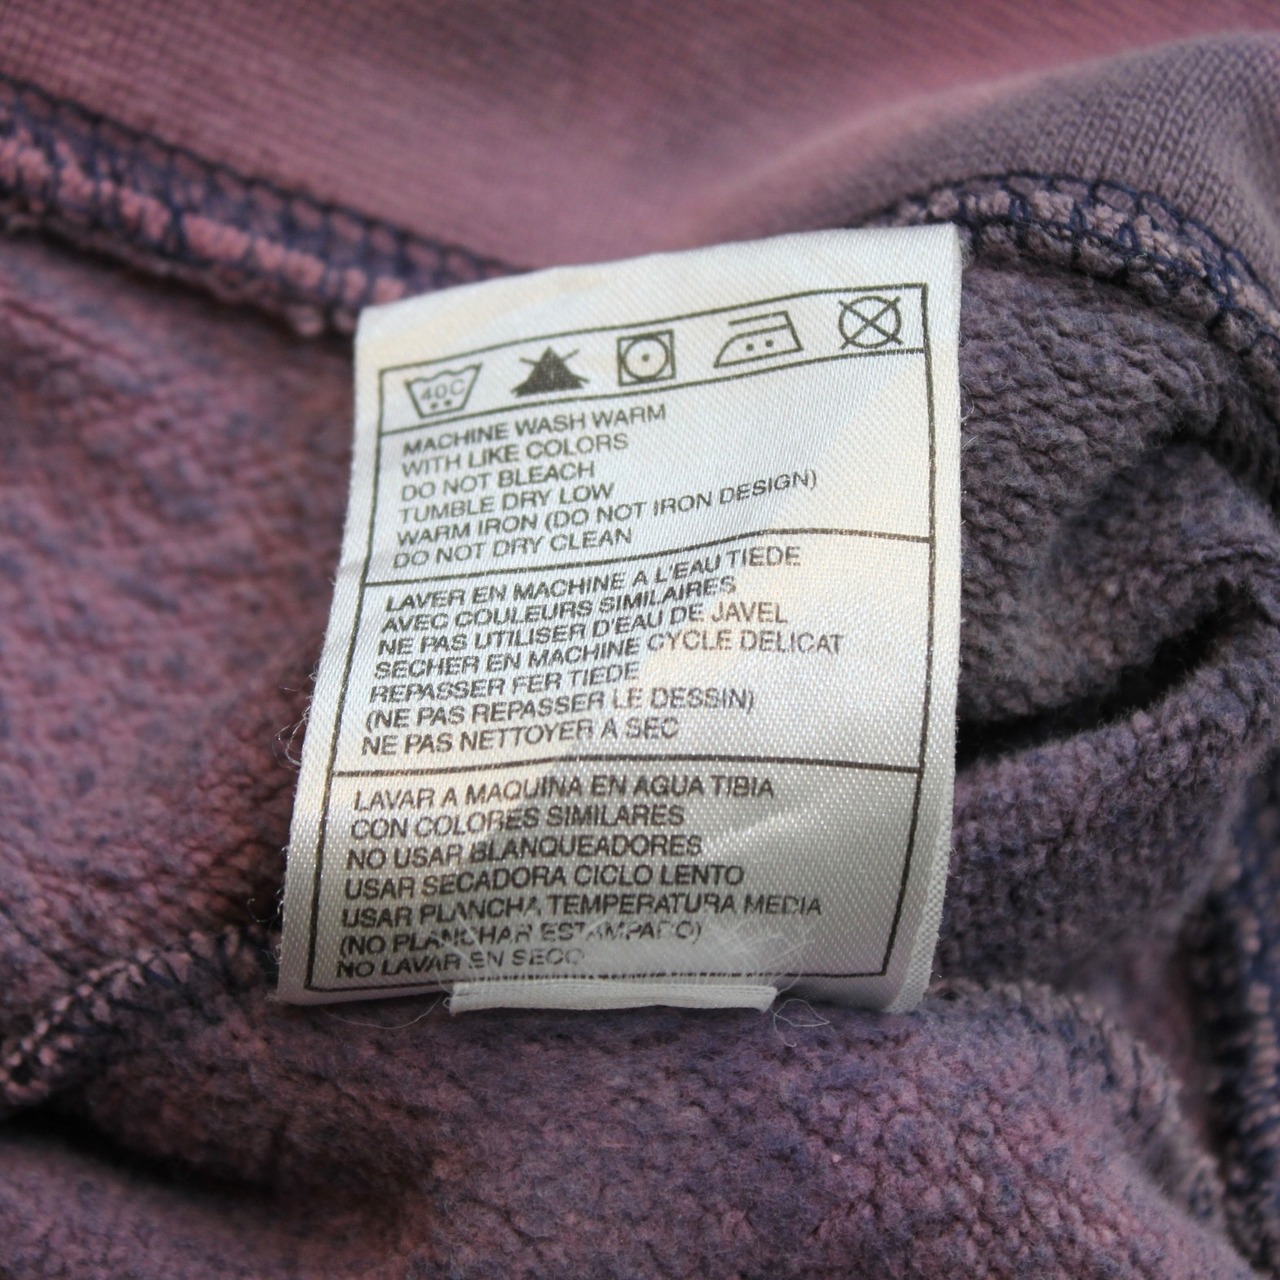 40C
MACHINE WASH WARM
WITH LIKE COLORS
DO NOT BLEACH
TUMBLE DRY LOW
WARM IRON (DO NOT IRON DESIGN)
DO NOT DRY CLEAN
LAVER EN MACHINE A L'EAU TIEDE
AVEC COULEURS SIMILAIRES
NE PAS UTILISER D'EAU DE JAVEL
SECHER EN MACHINE CYCLE DELICAT
REPASSER FER TIEDE
(NE PAS REPASSER LE DESSIN)
NE PAS NETTOYER A SEC
LAVAR A MAQUINA EN AGUA TIBIA
CON COLORES SIMILARES
NO USAR BLANQUEADORES
USAR SECADORA CICLO LENTO
USAR PLANCHA TEMPERATURA MEDIA
(NO PLANCHAR ESTAMPADO)
NO LAVAR EN SECO